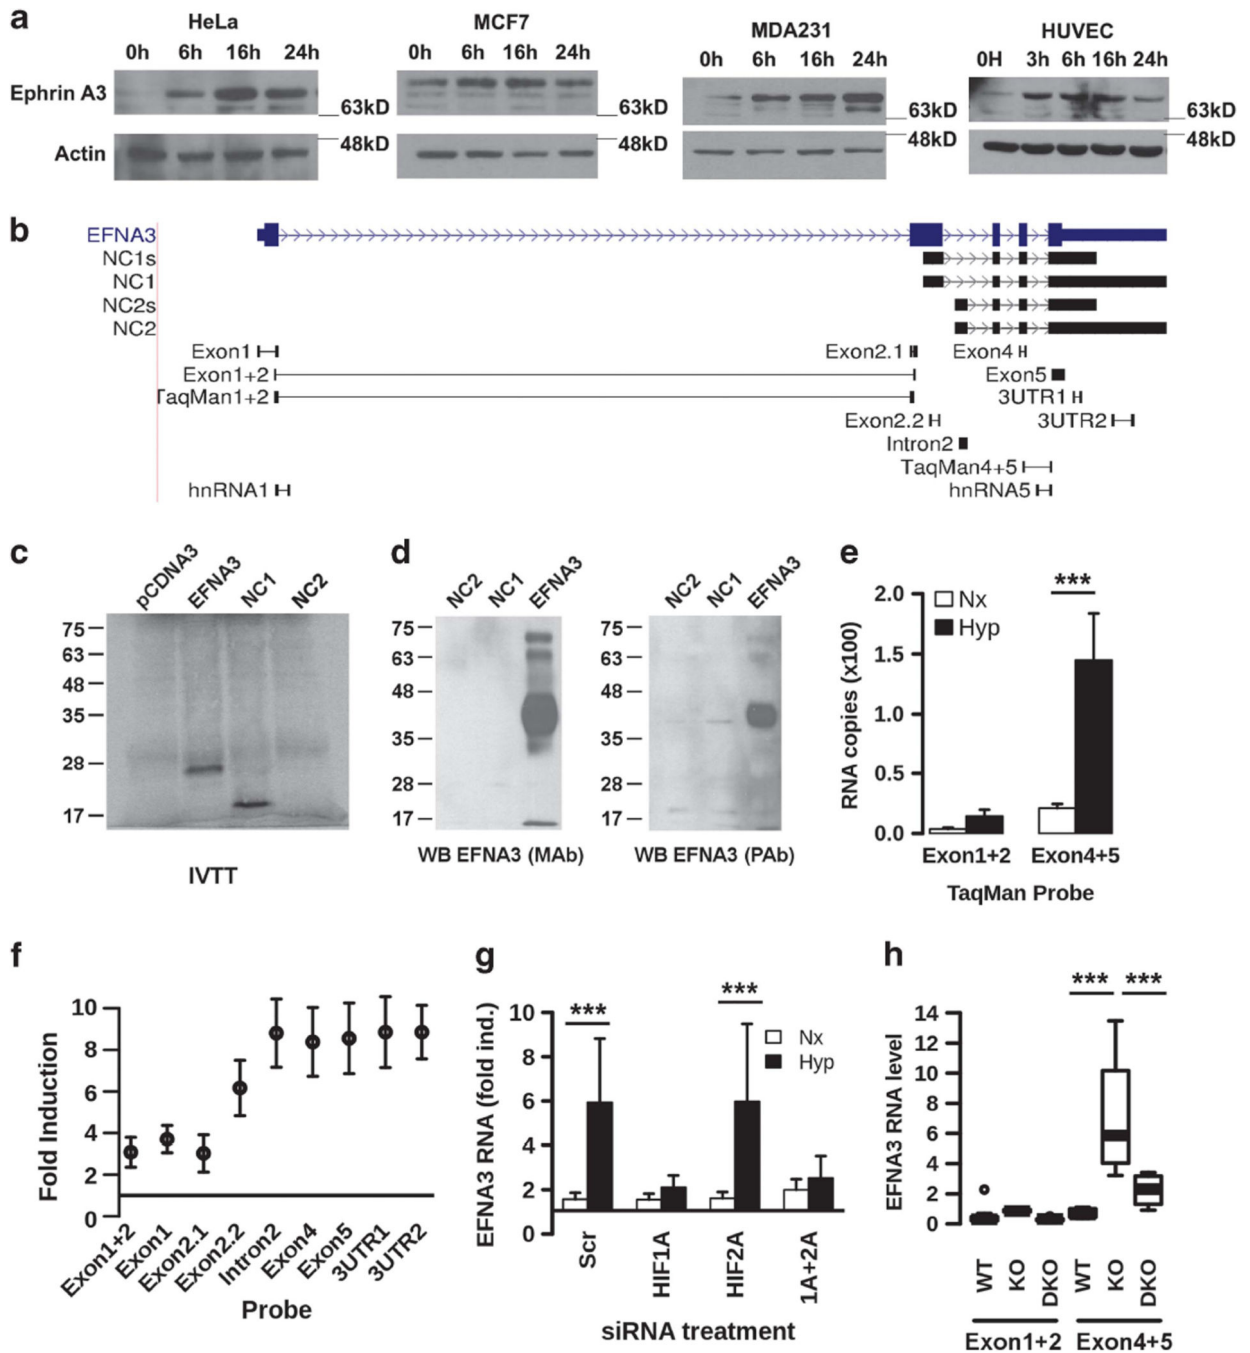 a
HeLa
0h 6h 16h 24h
MCF7
0h 6h 16h 24h
MDA231
0h 6h 16h 24h
HUVEC
0H 3h 6h 16h 24h
Ephrin A3
63kD
63kD
63kD
63kD
Actin
48kD
48kD
48kD
48kD
b
EFNA3
NC1s
NC1
NC2s
NC2
Exon1
Exon2.1
Exon4
Exon1+2
Exon5
TaqMan1+2
3UTR1
Exon2.2
3UTR2
Intron2
TaqMan4+5
hnRNA1
hnRNA5
c
pCDNA3
EFNA3
NC1
NC2
75
63
48
35
28
17
IVTT
d
NC2
NC1
EFNA3
75
63
48
35
28
17
WB EFNA3 (MAb)
NC2
NC1
EFNA3
75
63
48
35
28
17
WB EFNA3 (PAb)
e
RNA copies (x100)
2.0
1.5
1.0
0.5
0.0
Nx
Hyp
***
Exon1+2
Exon4+5
TaqMan Probe
f
Fold Induction
10
8
6
4
2
0
Exon1+2
Exon1
Exon2.1
Exon2.2
Intron2
Exon4
Exon5
3UTR1
3UTR2
Probe
g
EFNA3 RNA (fold ind.)
10
8
6
4
2
0
***
***
Nx
Hyp
Scr
HIF1A
HIF2A
1A+2A
siRNA treatment
h
EFNA3 RNA level
14
12
10
8
6
4
2
0
***
***
WT
KO
DKO
WT
KO
DKO
Exon1+2
Exon4+5